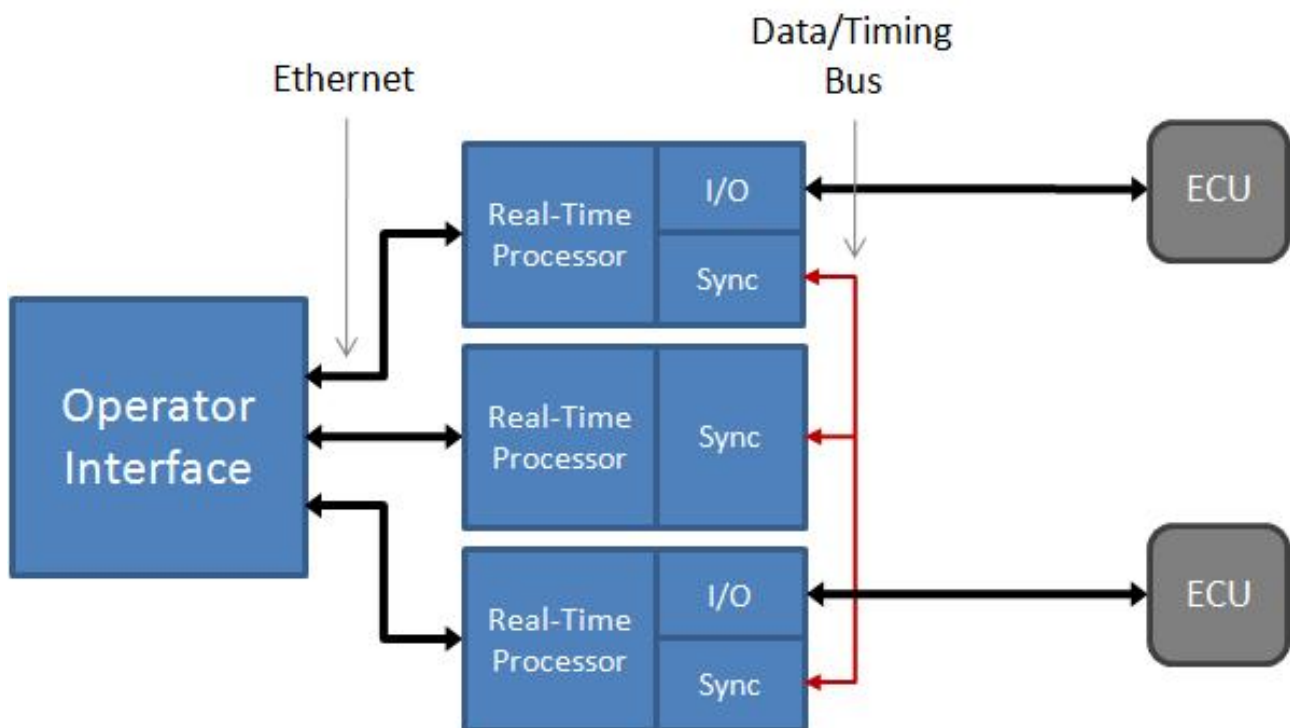 Ethernet
Data/Timing
Bus
Operator
Interface
Real-Time
Processor
I/O
Sync
ECU
Real-Time
Processor
Sync
Real-Time
Processor
I/O
Sync
ECU